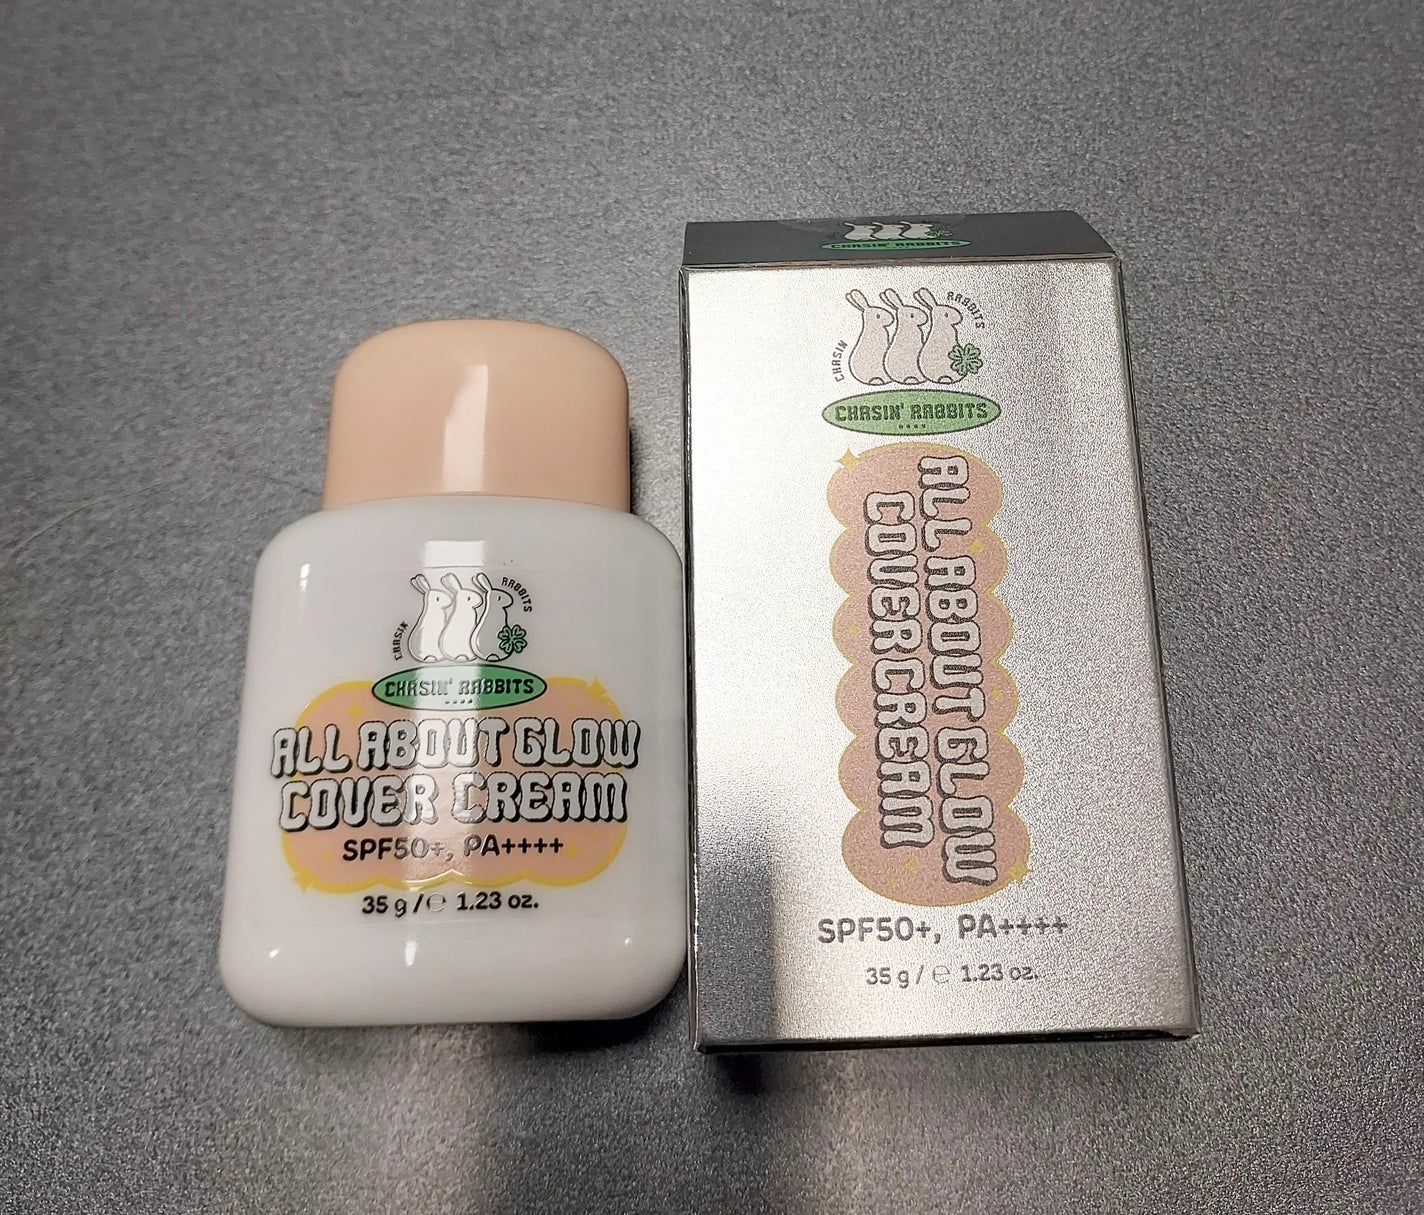 CHASIN RABBITS
CHASIN' RABBITS
ALL ABOUT GLOW
COVER CREAM
SPF50+, PA++++
35 g / ℮ 1.23 oz.
CHASIN' RABBITS
CHASIN RABBITS
CHASIN' RABBITS
ALL ABOUT GLOW
COVER CREAM
SPF50+, PA++++
35 g / ℮ 1.23 oz.